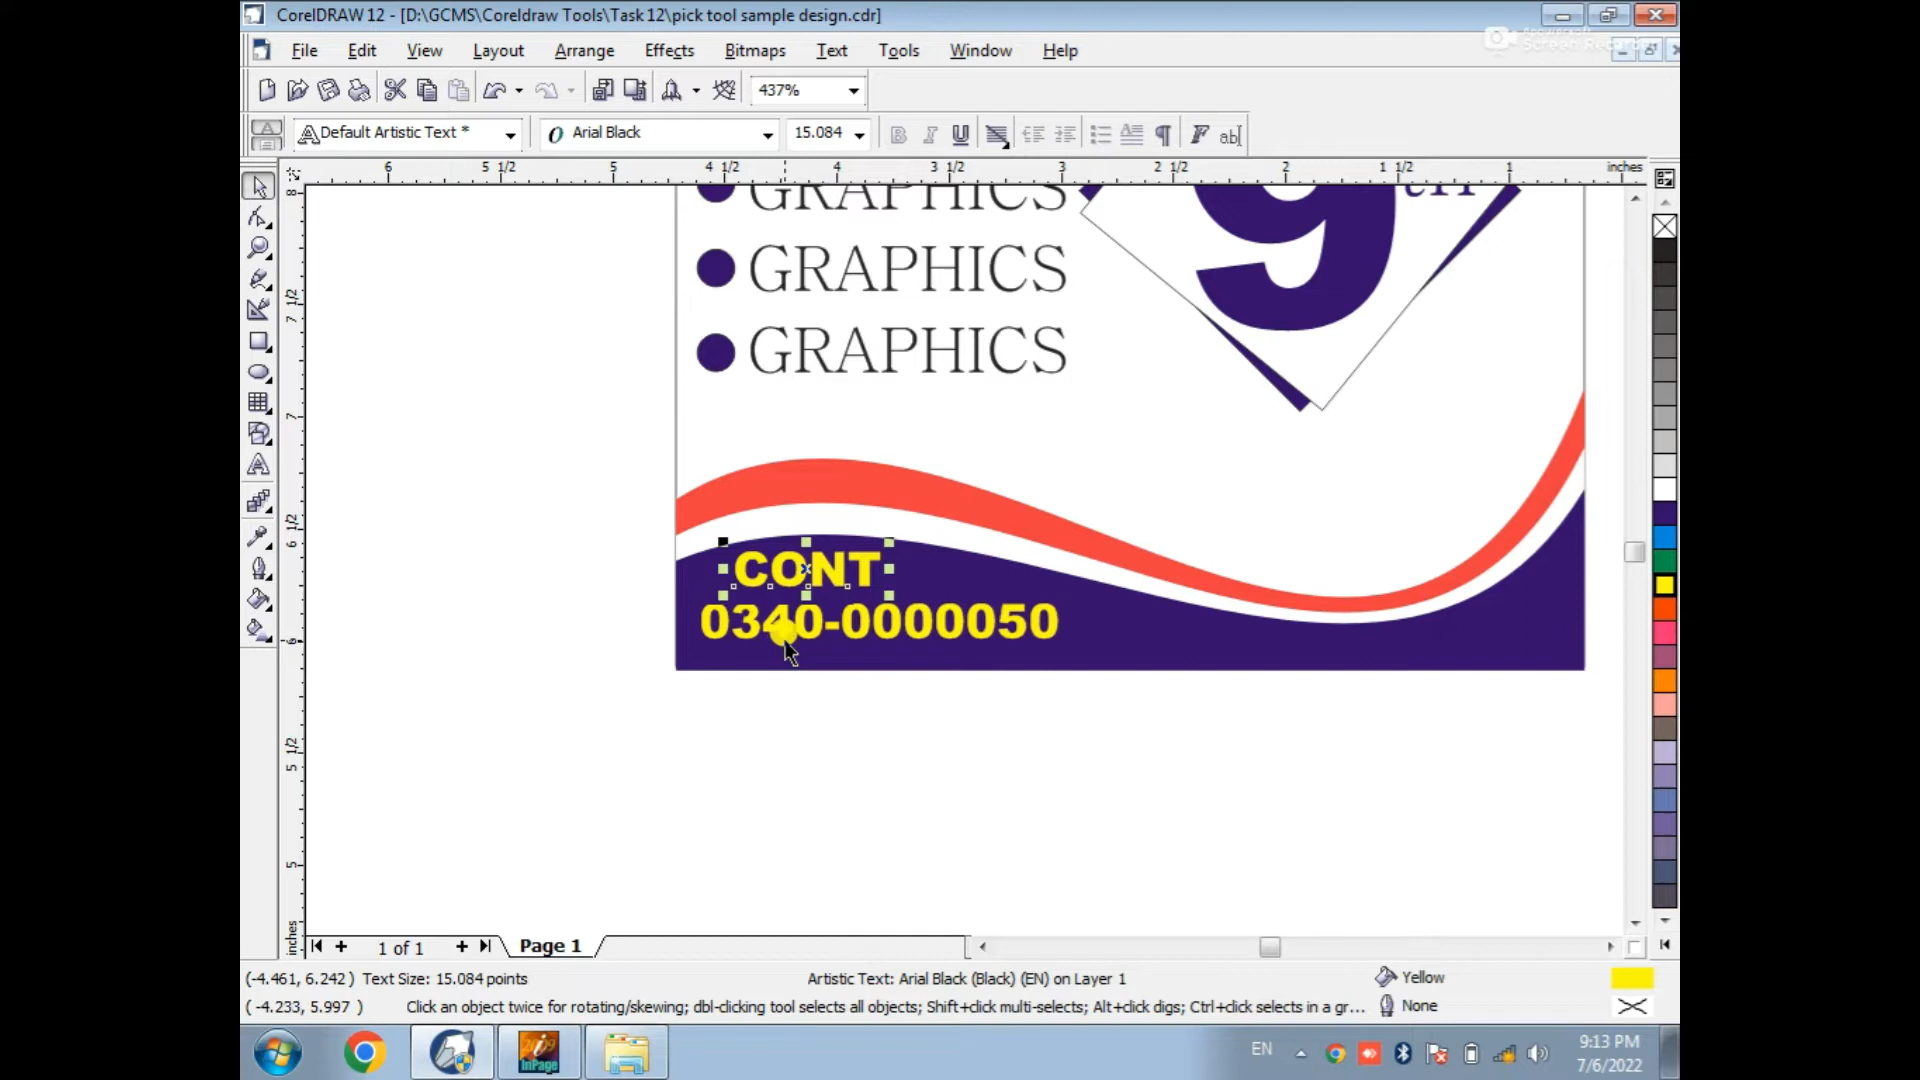 CorelDRAW 12 - [D:\GCMS\Coreldraw Tools\Task 12\pick tool sample design.cdr]
File Edit View Layout Arrange Effects Bitmaps Text Tools Window Help
437%
Default Artistic Text * Arial Black 15.084
6 5 1/2 5 4 1/2 4 3 1/2 3 2 1/2 2 1 1/2 1 inches
GRAPHICS
9th
GRAPHICS
GRAPHICS
CONT
0340-0000050
1 of 1 Page 1
(-4.461, 6.242) Text Size: 15.084 points Artistic Text: Arial Black (Black) (EN) on Layer 1 Yellow
(-4.233, 5.997 ) Click an object twice for rotating/skewing; dbl-clicking tool selects all objects; Shift+click multi-selects; Alt+click digs; Ctrl+click selects in a gr... None
InPage
EN 9:13 PM
7/6/2022